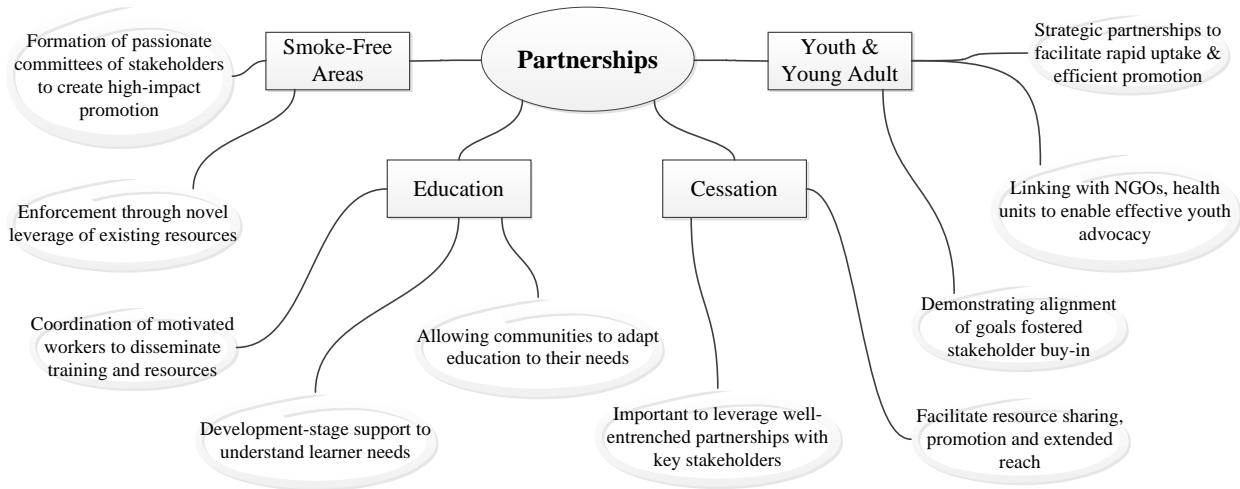 Partnerships
Smoke-Free
Areas
Formation of passionate
committees of stakeholders
to create high-impact
promotion
Enforcement through novel
leverage of existing resources
Education
Coordination of motivated
workers to disseminate
training and resources
Development-stage support to
understand learner needs
Allowing communities to adapt
education to their needs
Cessation
Important to leverage well-
entrenched partnerships with
key stakeholders
Facilitate resource sharing,
promotion and extended
reach
Youth &
Young Adult
Strategic partnerships to
facilitate rapid uptake &
efficient promotion
Linking with NGOs, health
units to enable effective youth
advocacy
Demonstrating alignment
of goals fostered
stakeholder buy-in